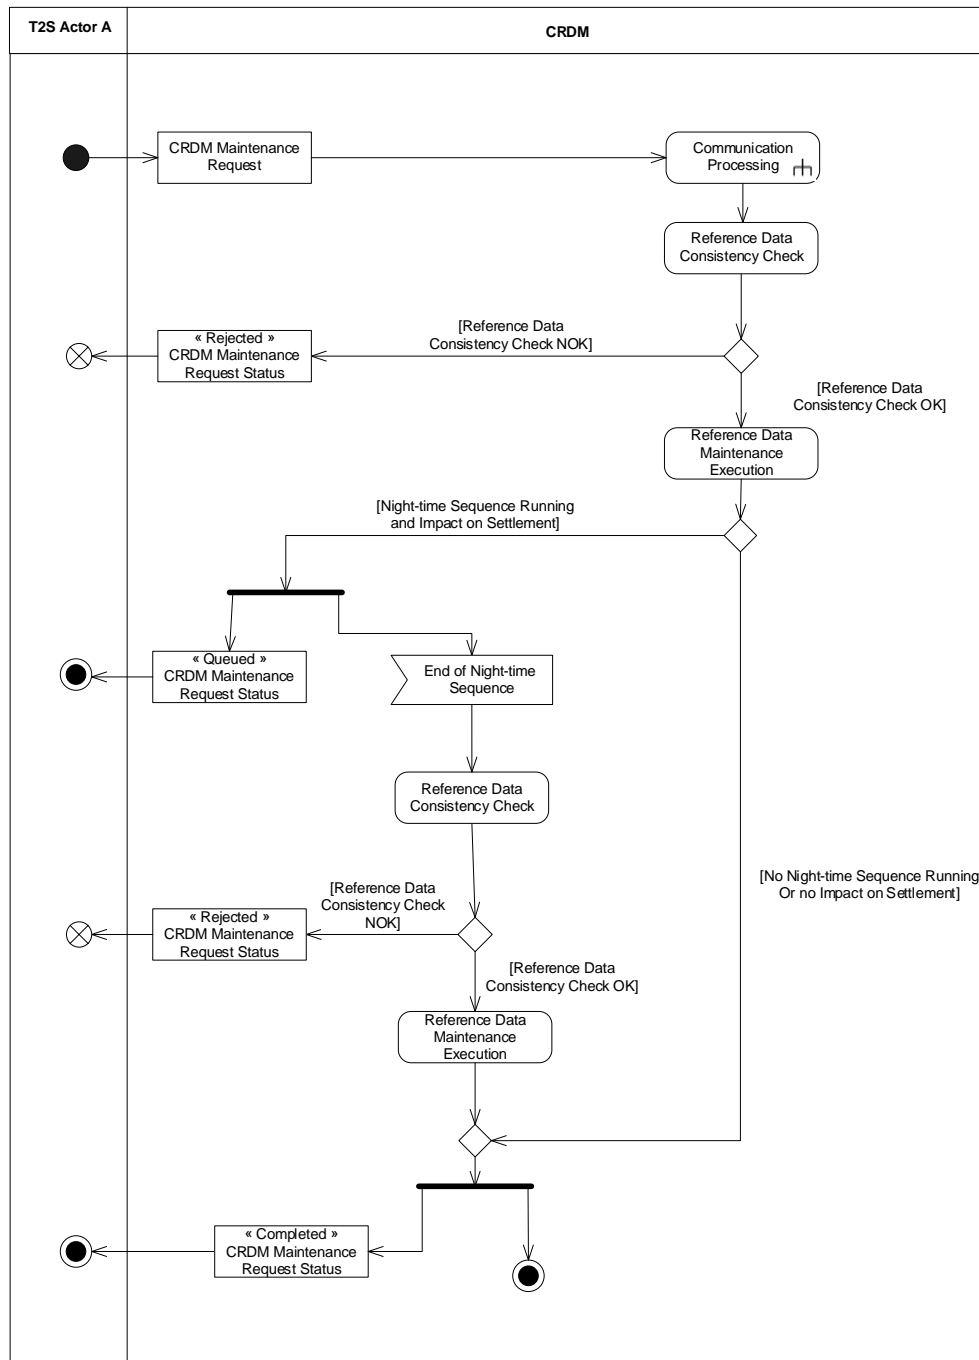 T2S Actor A
CRDM
CRDM Maintenance
Request
Communication
Processing
Reference Data
Consistency Check
[Reference Data
Consistency Check NOK]
« Rejected »
CRDM Maintenance
Request Status
[Reference Data
Consistency Check OK]
Reference Data
Maintenance
Execution
[Night-time Sequence Running
and Impact on Settlement]
« Queued »
CRDM Maintenance
Request Status
End of Night-time
Sequence
Reference Data
Consistency Check
[No Night-time Sequence Running
Or no Impact on Settlement]
[Reference Data
Consistency Check
NOK]
« Rejected »
CRDM Maintenance
Request Status
[Reference Data
Consistency Check OK]
Reference Data
Maintenance
Execution
« Completed »
CRDM Maintenance
Request Status